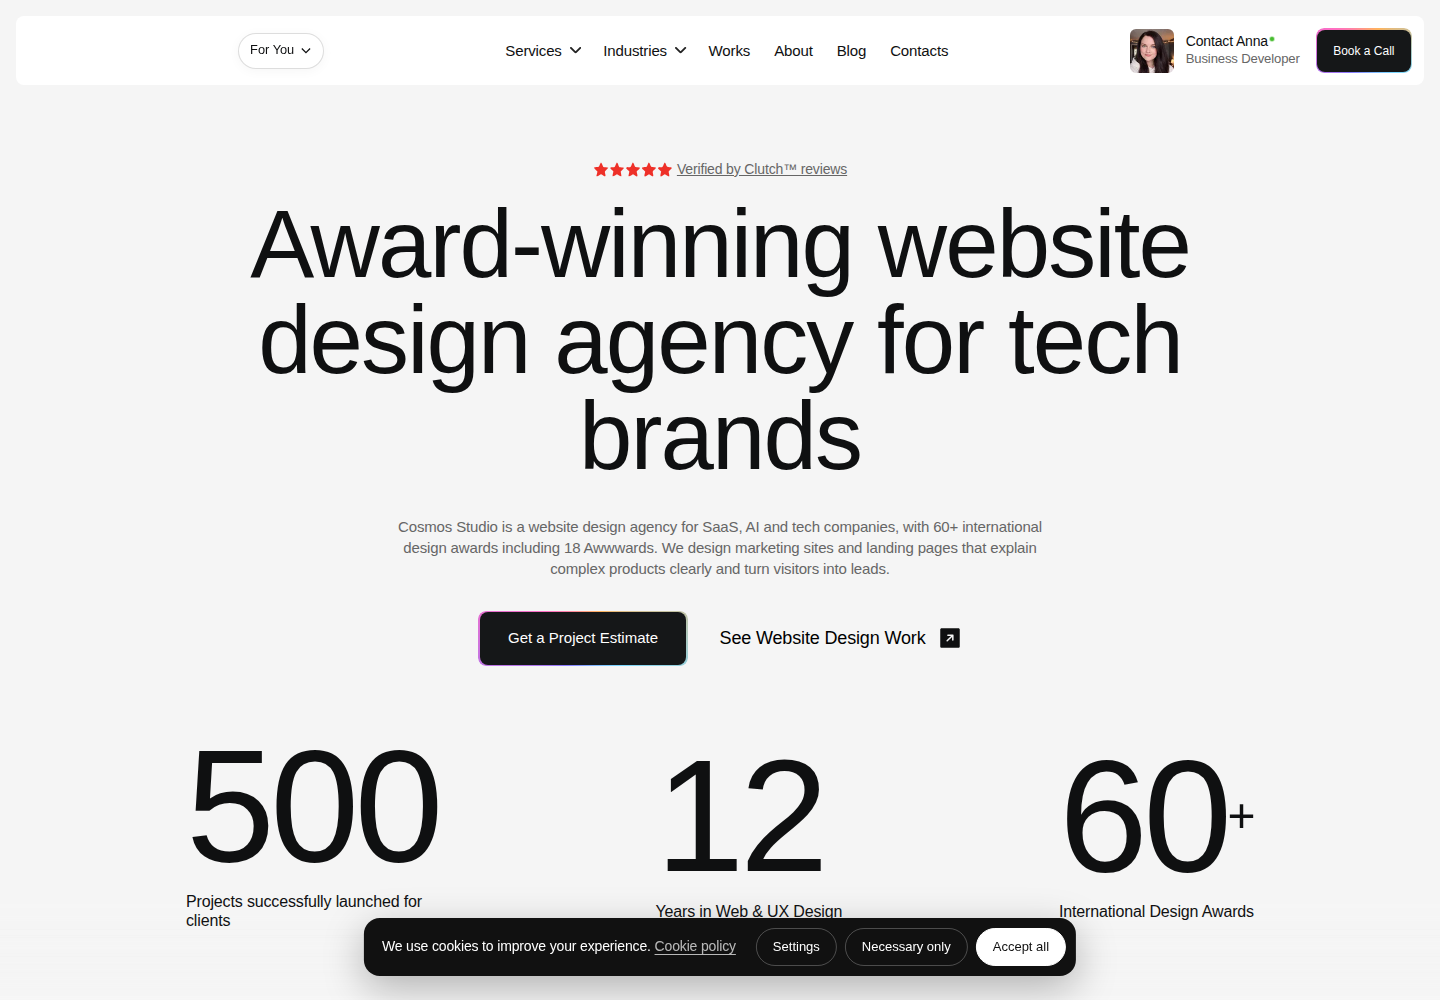 For You
Services
Industries
Works
About
Blog
Contacts
Contact Anna
Business Developer
Book a Call
Verified by Clutch™ reviews
Award-winning website
design agency for tech
brands
Cosmos Studio is a website design agency for SaaS, AI and tech companies, with 60+ international
design awards including 18 Awwwards. We design marketing sites and landing pages that explain
complex products clearly and turn visitors into leads.
Get a Project Estimate
See Website Design Work
500
Projects successfully launched for
clients
12
Years in Web & UX Design
60+
International Design Awards
We use cookies to improve your experience. Cookie policy
Settings
Necessary only
Accept all